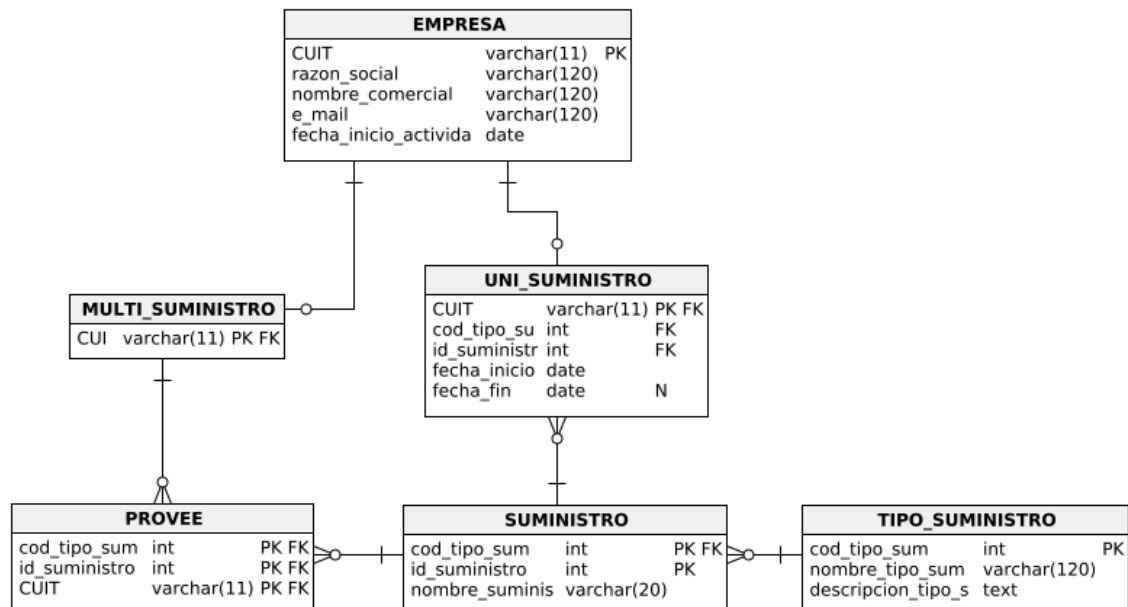 EMPRESA
CUIT varchar(11) PK
razon_social varchar(120)
nombre_comercial varchar(120)
e_mail varchar(120)
fecha_inicio_activida date
MULTI_SUMINISTRO
CUI varchar(11) PK FK
UNI_SUMINISTRO
CUIT varchar(11) PK FK
cod_tipo_su int FK
id_suministr int FK
fecha_inicio date
fecha_fin date N
PROVEE
cod_tipo_sum int PK FK
id_suministro int PK FK
CUIT varchar(11) PK FK
SUMINISTRO
cod_tipo_sum int PK FK
id_suministro int PK
nombre_suminis varchar(20)
TIPO_SUMINISTRO
cod_tipo_sum int PK
nombre_tipo_sum varchar(120)
descripcion_tipo_s text